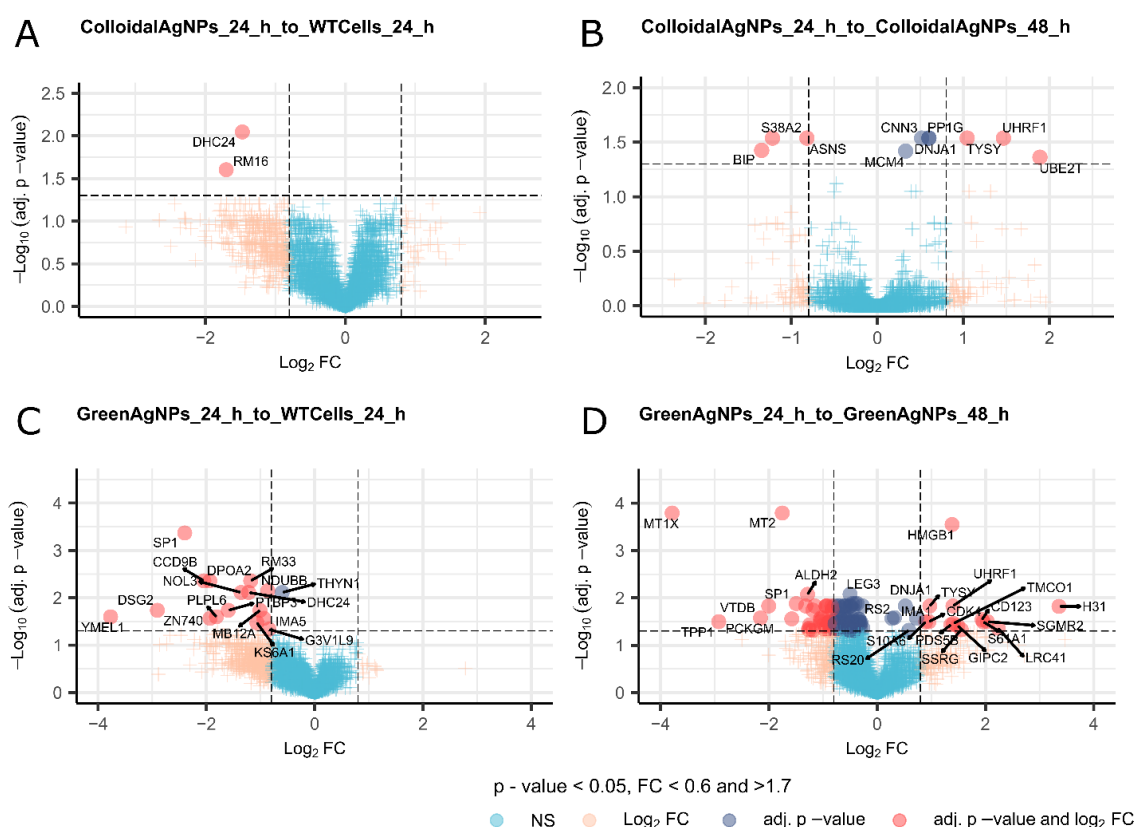 A ColloidalAgNPs_24_h_to_WTCells_24_h
−Log10 (adj. p −value)
2.5
2.0
1.5
1.0
0.5
0.0
DHC24
RM16
−2 0 2
Log2 FC
B ColloidalAgNPs_24_h_to_ColloidalAgNPs_48_h
−Log10 (adj. p −value)
2.0
1.5
1.0
0.5
0.0
S38A2 CNN3 PP1G UHRF1
BIP ASNS MCM4 DNJA1 TYSY
UBE2T
−2 −1 0 1 2
Log2 FC
C GreenAgNPs_24_h_to_WTCells_24_h
−Log10 (adj. p −value)
4
3
2
1
0
SP1
CCD9B DPOA2 RM33
NOL3 NDUBB THYN1
DSG2 PLPL6 PTBP3 DHC24
YMEL1 ZN740 MB12A IIMA5
G3V1L9
KS6A1
−4 −2 0 2 4
Log2 FC
D GreenAgNPs_24_h_to_GreenAgNPs_48_h
−Log10 (adj. p −value)
4
3
2
1
0
MT1X MT2 HMGB1
ALDH2 UHRF1
SP1 LEG3 DNJA1 TYSY TMCO1
VTDB RS2 IMA1 CDK1 CD123 H31
TPP1 PCKGM S10A6 PDS5B S61A1 SGMR2
RS20 SSRG GIPC2 LRC41
−4 −2 0 2 4
Log2 FC
p - value < 0.05, FC < 0.6 and >1.7
NS Log2 FC adj. p −value adj. p −value and log2 FC